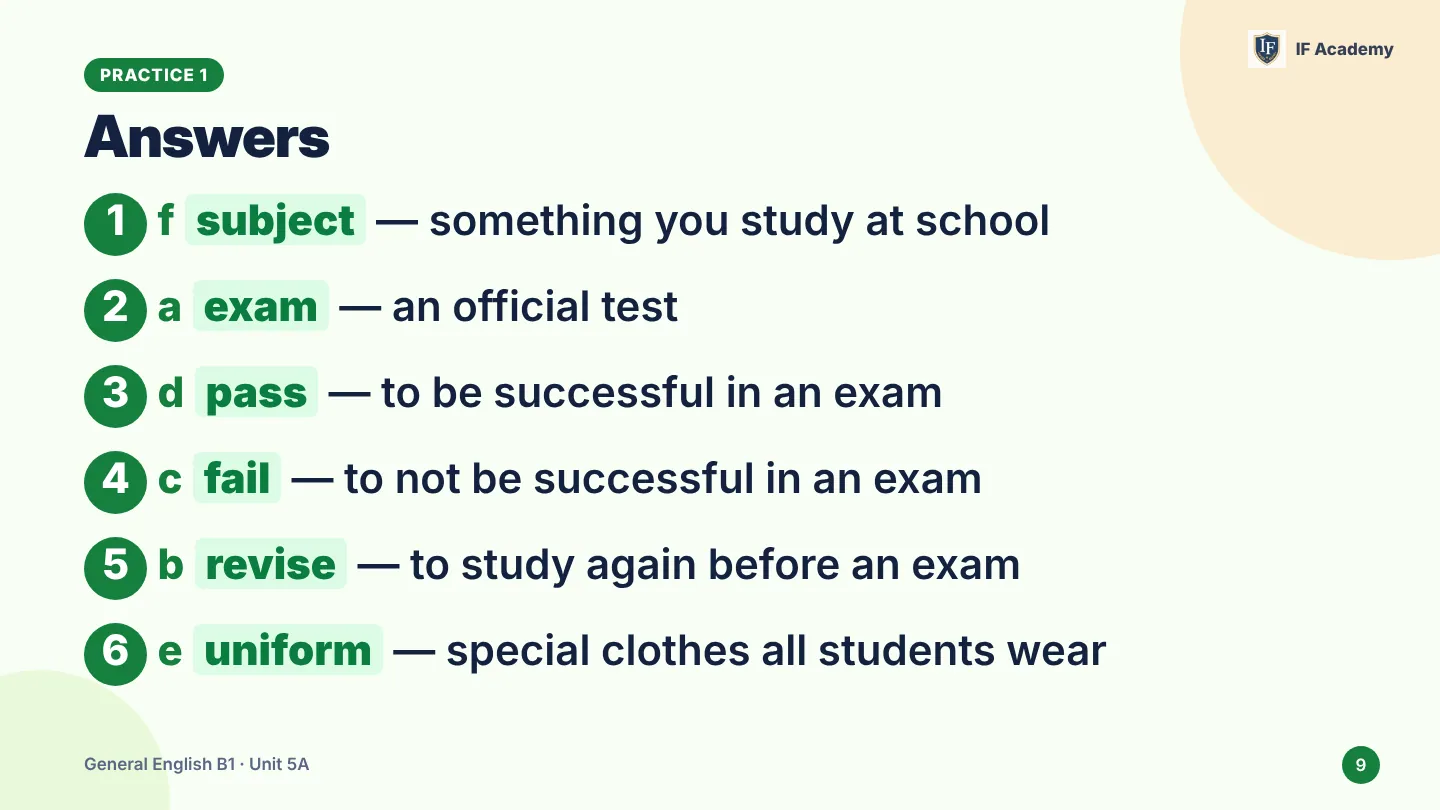 IF
IF Academy
PRACTICE 1
Answers
1 f subject — something you study at school
2 a exam — an official test
3 d pass — to be successful in an exam
4 c fail — to not be successful in an exam
5 b revise — to study again before an exam
6 e uniform — special clothes all students wear
General English B1 · Unit 5A
9